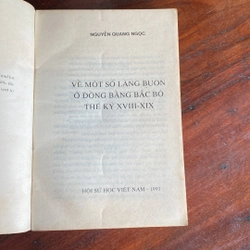 NGUYỄN QUANG NGỌC
VỀ MỘT SỐ LÀNG BUÔN
Ở ĐỒNG BẰNG BẮC BỘ
THẾ KỶ XVIII-XIX
HỘI SỬ HỌC VIỆT NAM - 1993